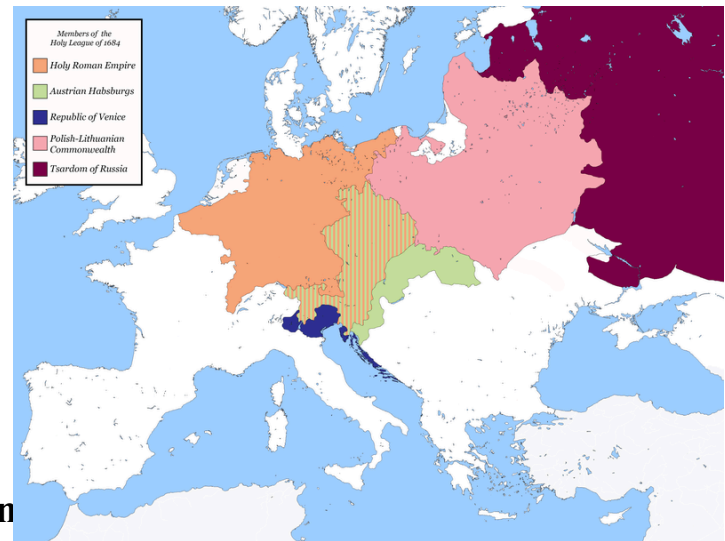 Members of the
Holy League of 1684
Holy Roman Empire
Austrian Habsburgs
Republic of Venice
Polish-Lithuanian
Commonwealth
Tsardom of Russia